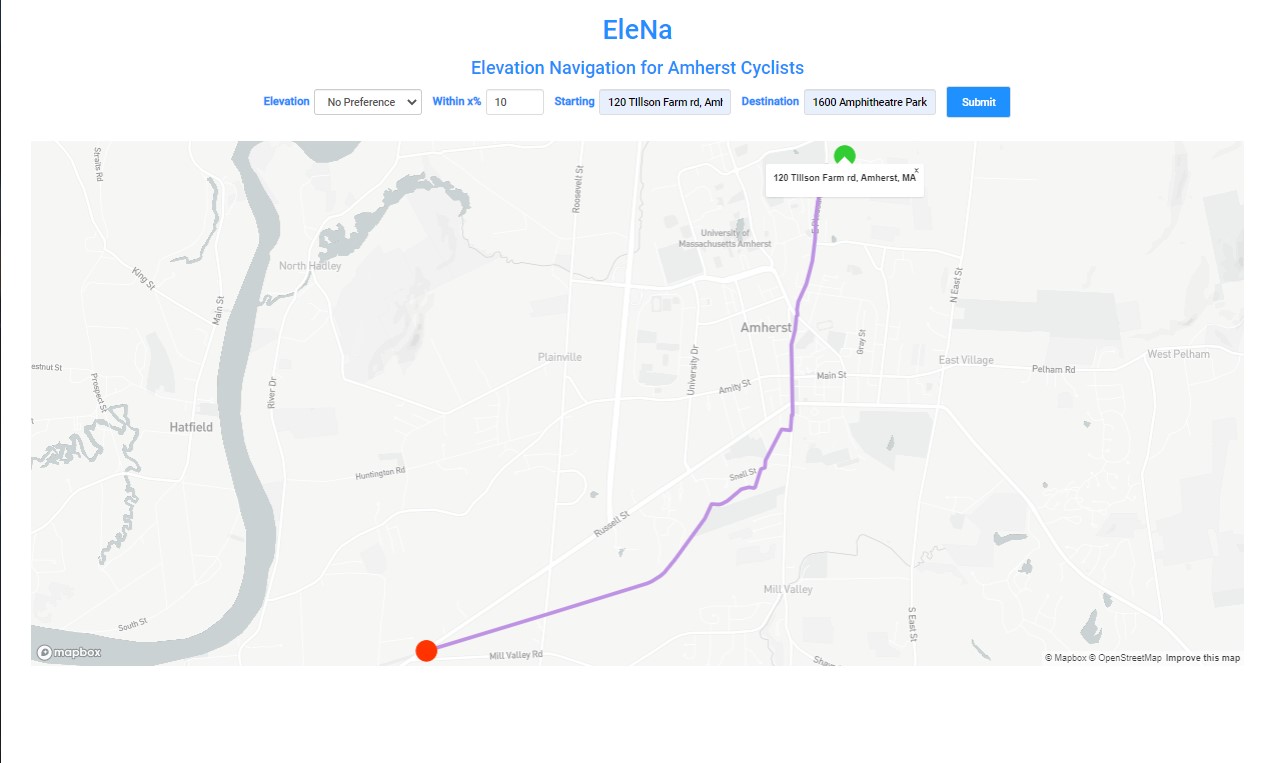 EleNa
Elevation Navigation for Amherst Cyclists
Elevation No Preference Within x% 10 Starting 120 TIllson Farm rd, Amh Destination 1600 Amphitheatre Park Submit
Straits Rd
Roosevelt St
120 TIllson Farm rd, Amherst, MA
x
University of
Massachusetts Amherst
North Hadley
King St
Main St
N East St
Amherst
Gray St
Plainville
East Village
West Pelham
estnut St
Pelham Rd
Prospect St
River Dr
University Dr
Amity St
Main St
Hatfield
Huntington Rd
Snell St
Russell St
Mill Valley
South St
S East St
mapbox
Mill Valley Rd
© Mapbox © OpenStreetMap Improve this map